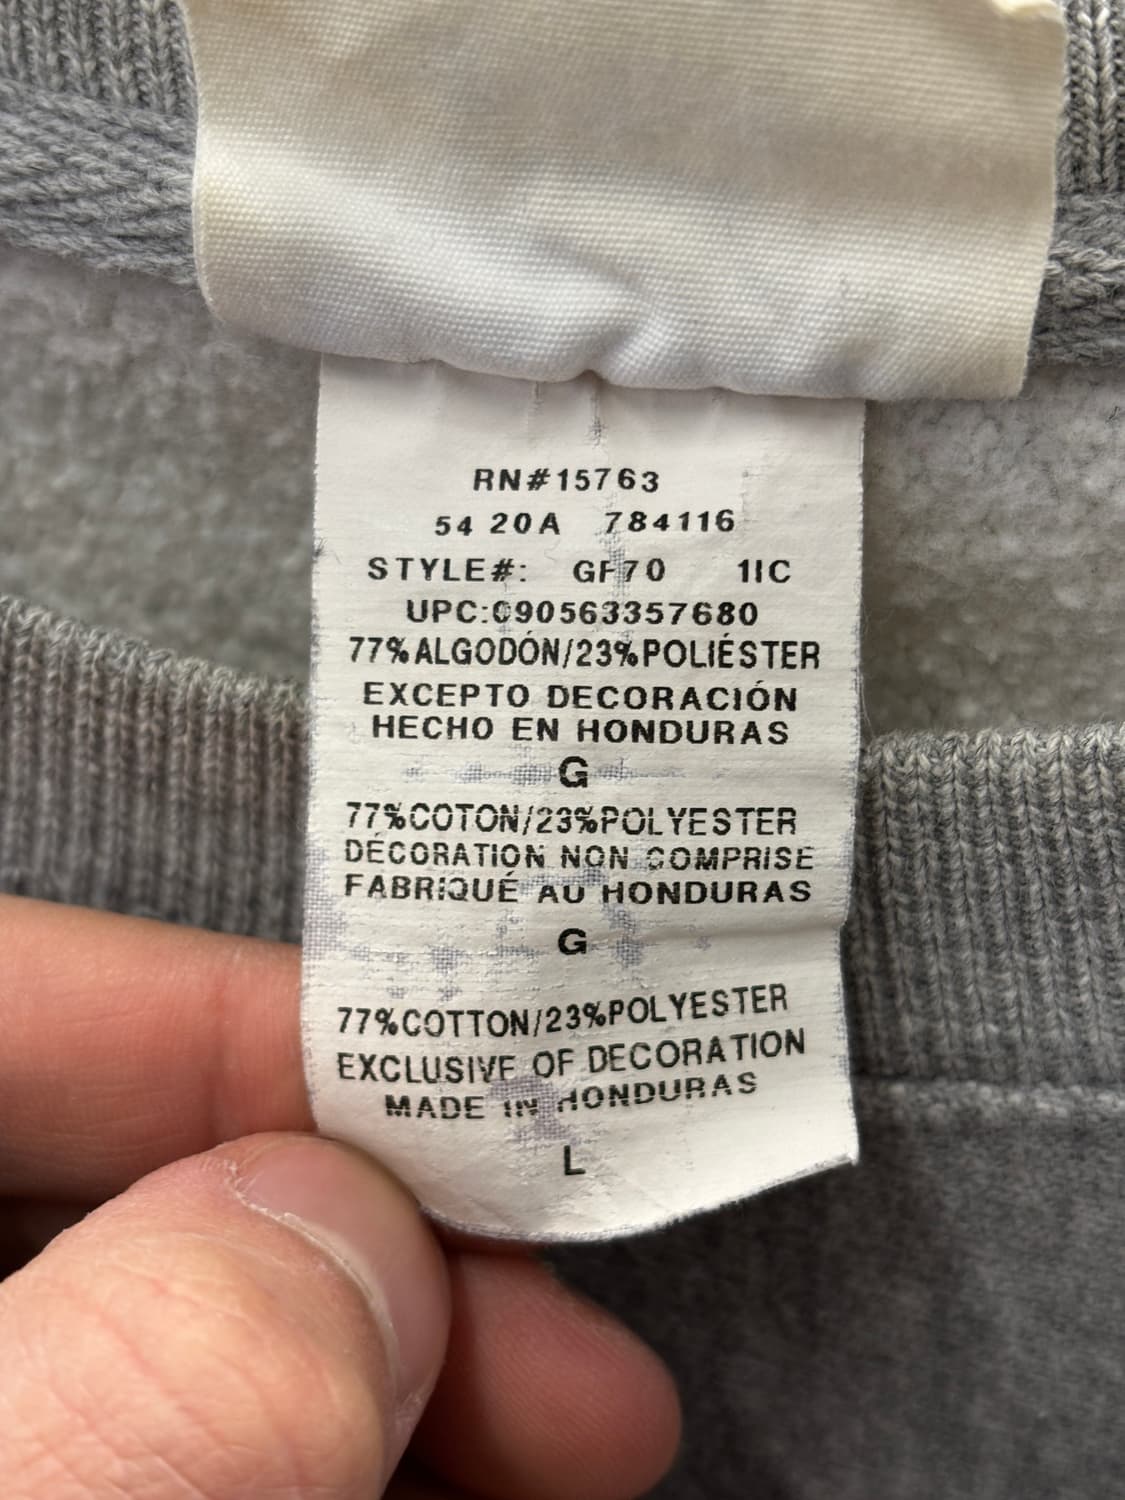 RN#15763
54 20A 784116
STYLE#: GF70 1IC
UPC:090563357680
77%ALGODÓN/23%POLIÉSTER
EXCEPTO DECORACIÓN
HECHO EN HONDURAS
G
77%COTON/23%POLYESTER
DÉCORATION NON COMPRISE
FABRIQUÉ AU HONDURAS
G
77%COTTON/23%POLYESTER
EXCLUSIVE OF DECORATION
MADE IN HONDURAS
L